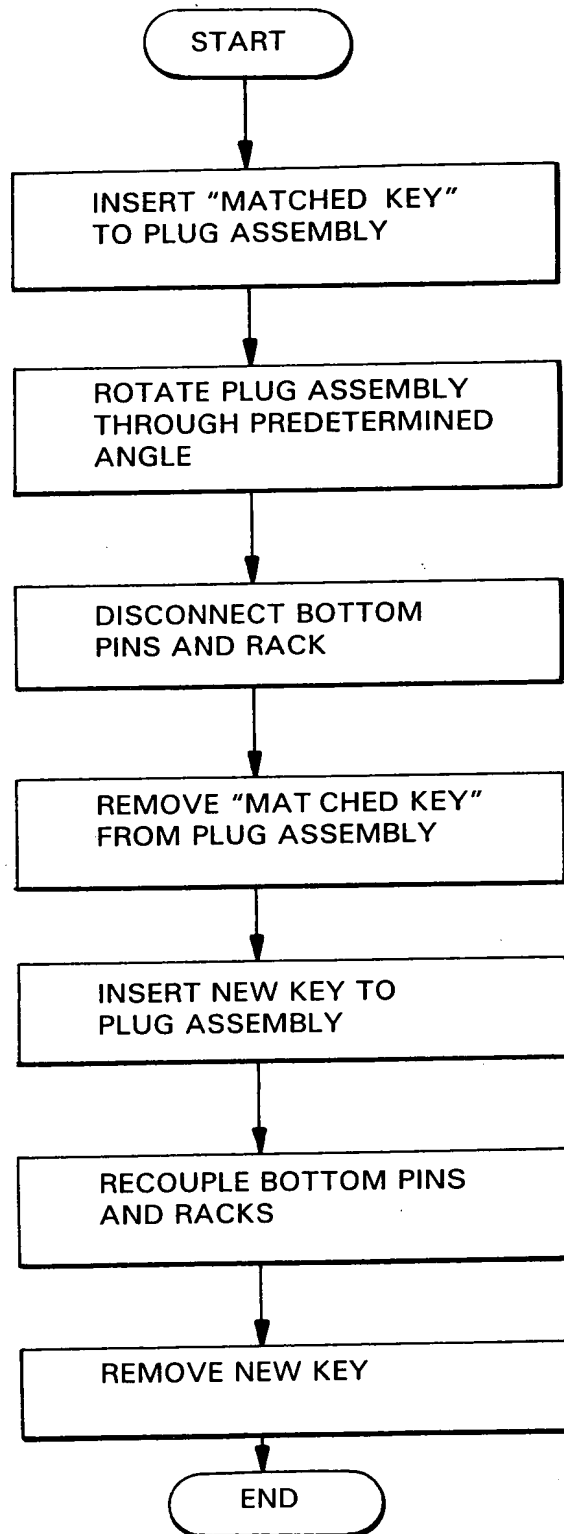 START
INSERT "MATCHED KEY"
TO PLUG ASSEMBLY
ROTATE PLUG ASSEMBLY
THROUGH PREDETERMINED
ANGLE
DISCONNECT BOTTOM
PINS AND RACK
REMOVE "MAT CHED KEY"
FROM PLUG ASSEMBLY
INSERT NEW KEY TO
PLUG ASSEMBLY
RECOUPLE BOTTOM PINS
AND RACKS
REMOVE NEW KEY
END